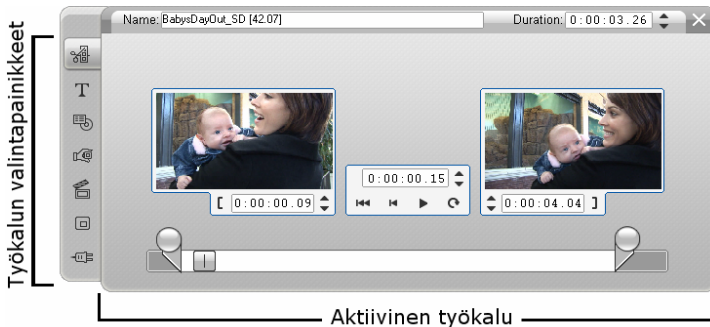 Name: BabysDayOut_SD [42.07]
Duration: 0:00:03.26
Työkalun valintapainikkeet
T
0:00:00.15
[ 0:00:00.09
0:00:04.04 ]
Aktiivinen työkalu